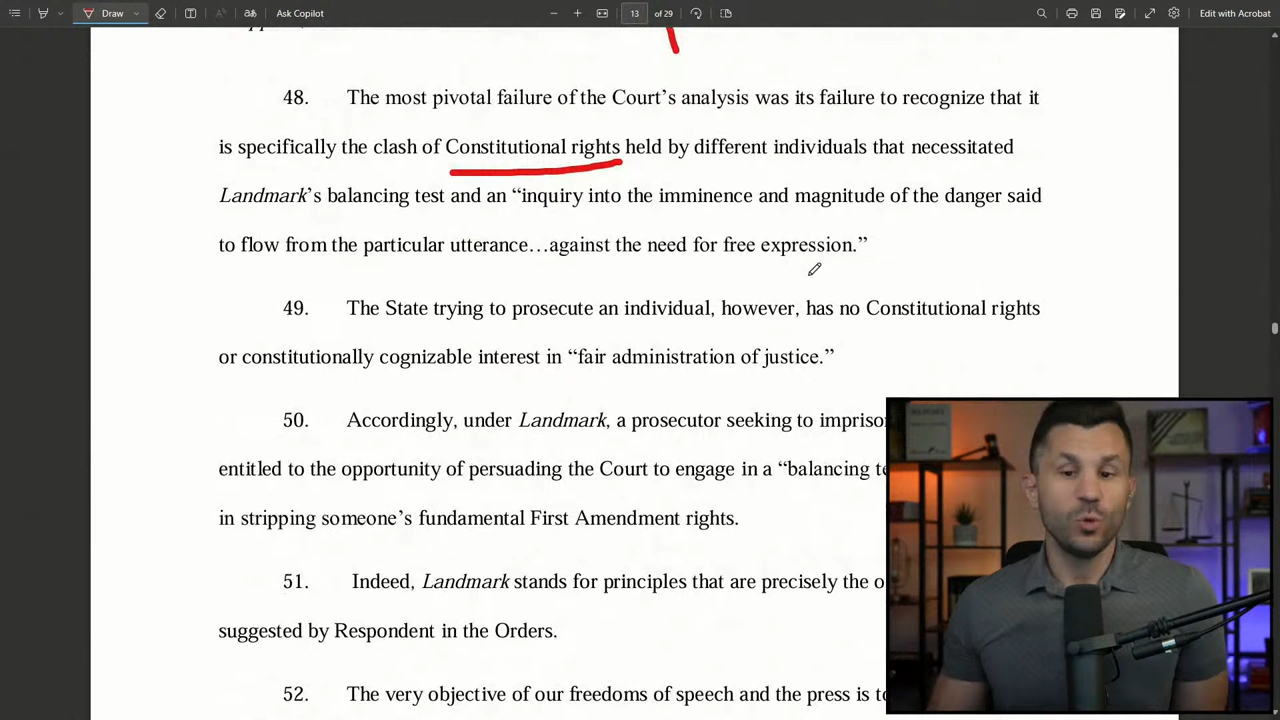 Draw
Ask Copilot
13 of 29
Edit with Acrobat
48. The most pivotal failure of the Court’s analysis was its failure to recognize that it
is specifically the clash of Constitutional rights held by different individuals that necessitated
Landmark’s balancing test and an “inquiry into the imminence and magnitude of the danger said
to flow from the particular utterance…against the need for free expression.”
49. The State trying to prosecute an individual, however, has no Constitutional rights
or constitutionally cognizable interest in “fair administration of justice.”
50. Accordingly, under Landmark, a prosecutor seeking to
entitled to the opportunity of persuading the Court to engage in a “balancing
in stripping someone’s fundamental First Amendment rights.
51. Indeed, Landmark stands for principles that are precisely the
suggested by Respondent in the Orders.
52. The very objective of our freedoms of speech and the press is